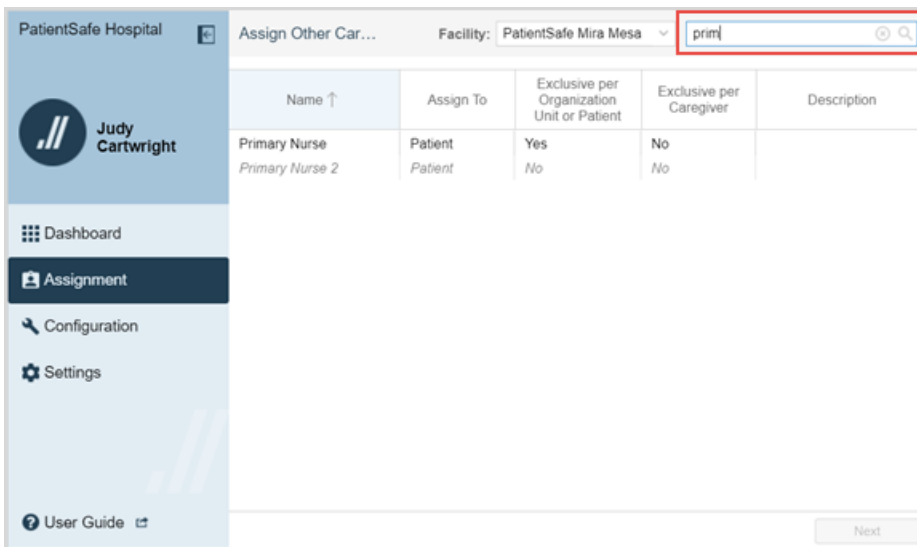 PatientSafe Hospital
Judy
Cartwright
Dashboard
Assignment
Configuration
Settings
User Guide
Assign Other Car...
Facility: PatientSafe Mira Mesa
prim
Name ↑ Assign To Exclusive per Organization Unit or Patient Exclusive per Caregiver Description
Primary Nurse Patient Yes No
Primary Nurse 2 Patient No No
Next